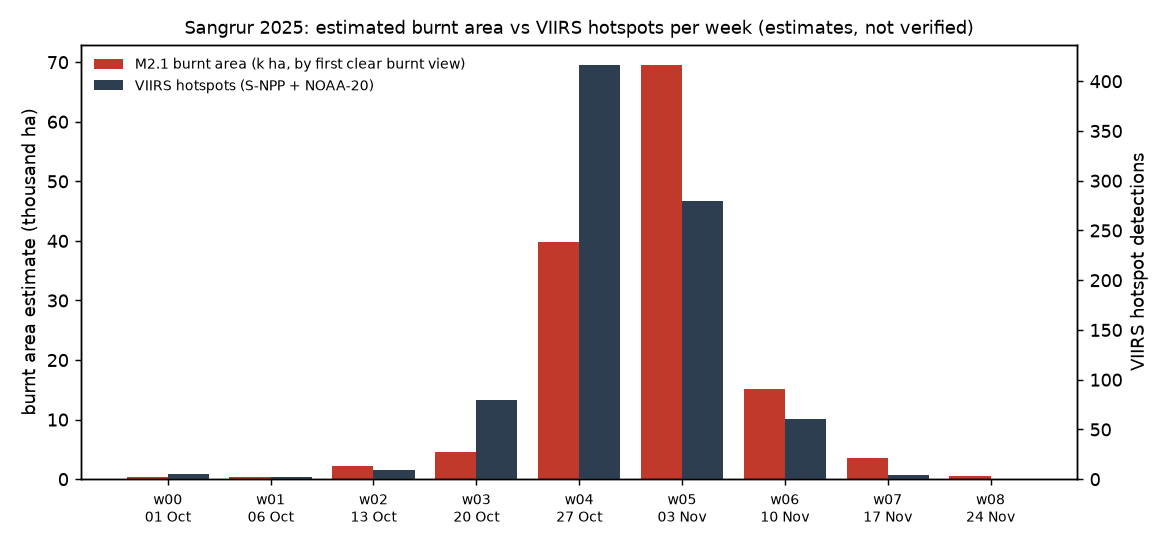 Sangrur 2025: estimated burnt area vs VIIRS hotspots per week (estimates, not verified)
M2.1 burnt area (k ha, by first clear burnt view)
VIIRS hotspots (S-NPP + NOAA-20)
burnt area estimate (thousand ha)
70
60
50
40
30
20
10
0
VIIRS hotspot detections
400
350
300
250
200
150
100
50
0
w00 w01 w02 w03 w04 w05 w06 w07 w08
01 Oct 06 Oct 13 Oct 20 Oct 27 Oct 03 Nov 10 Nov 17 Nov 24 Nov